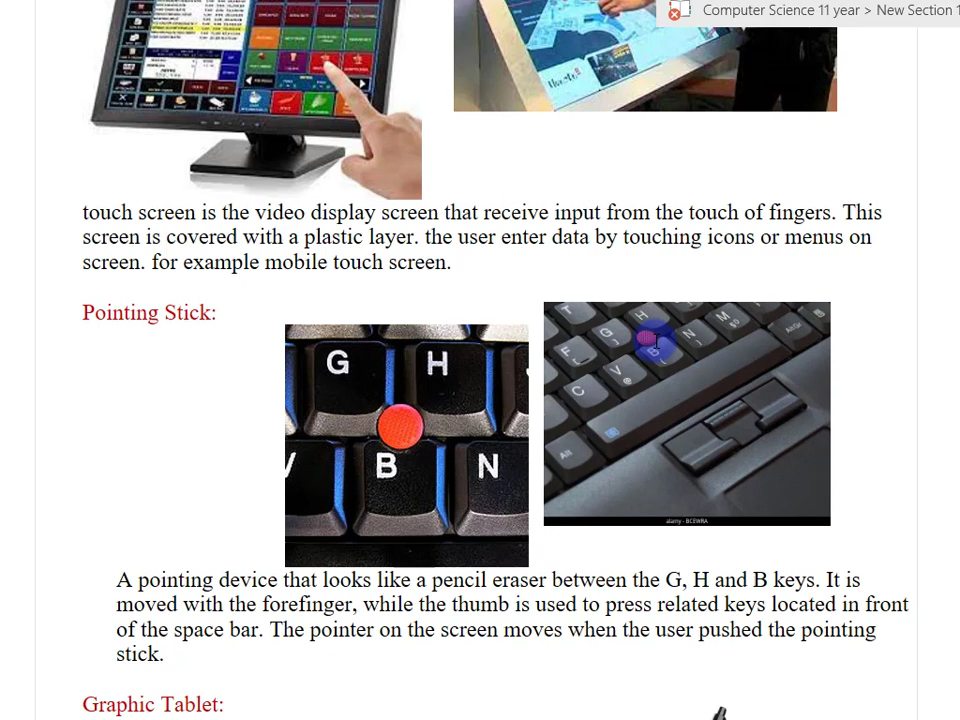 Computer Science 11 year > New Section 1
touch screen is the video display screen that receive input from the touch of fingers. This
screen is covered with a plastic layer. the user enter data by touching icons or menus on
screen. for example mobile touch screen.
Pointing Stick:
G H
V B N
H
G N M
F B
V
C
Alt
AltGr
alamy - BCEWRA
A pointing device that looks like a pencil eraser between the G, H and B keys. It is
moved with the forefinger, while the thumb is used to press related keys located in front
of the space bar. The pointer on the screen moves when the user pushed the pointing
stick.
Graphic Tablet: